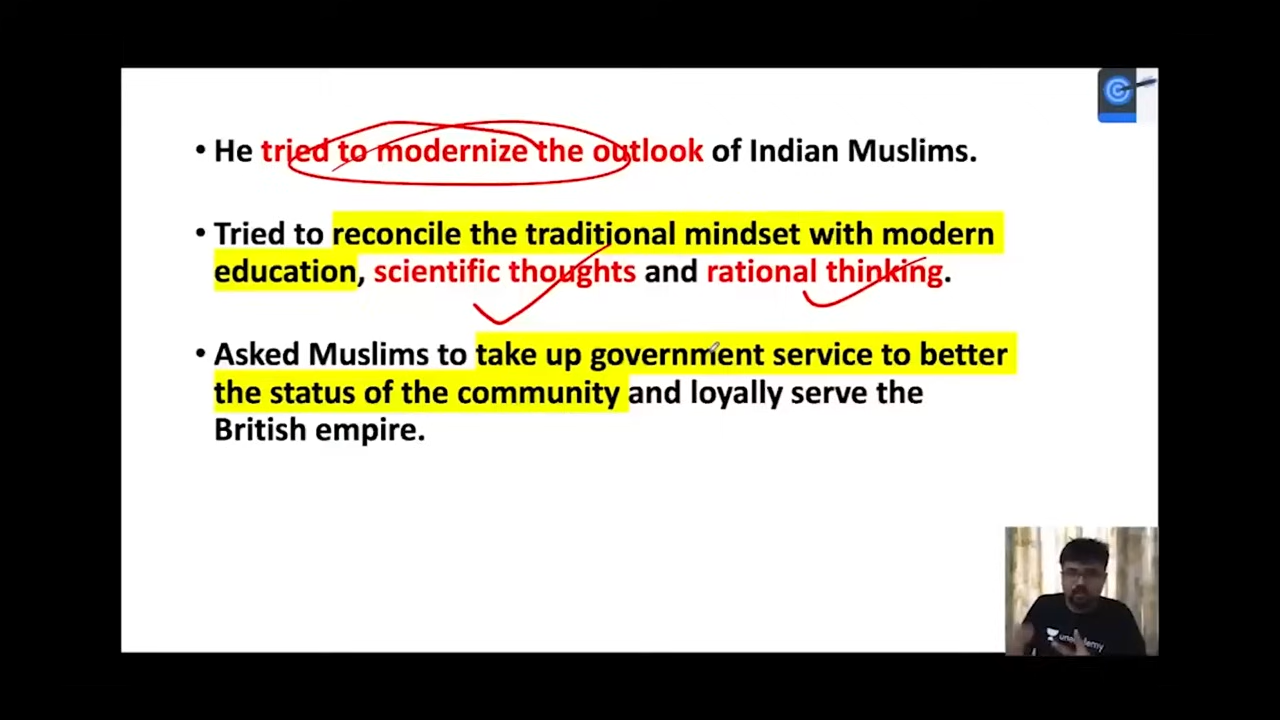 • He tried to modernize the outlook of Indian Muslims.
• Tried to reconcile the traditional mindset with modern
education, scientific thoughts and rational thinking.
• Asked Muslims to take up government service to better
the status of the community and loyally serve the
British empire.